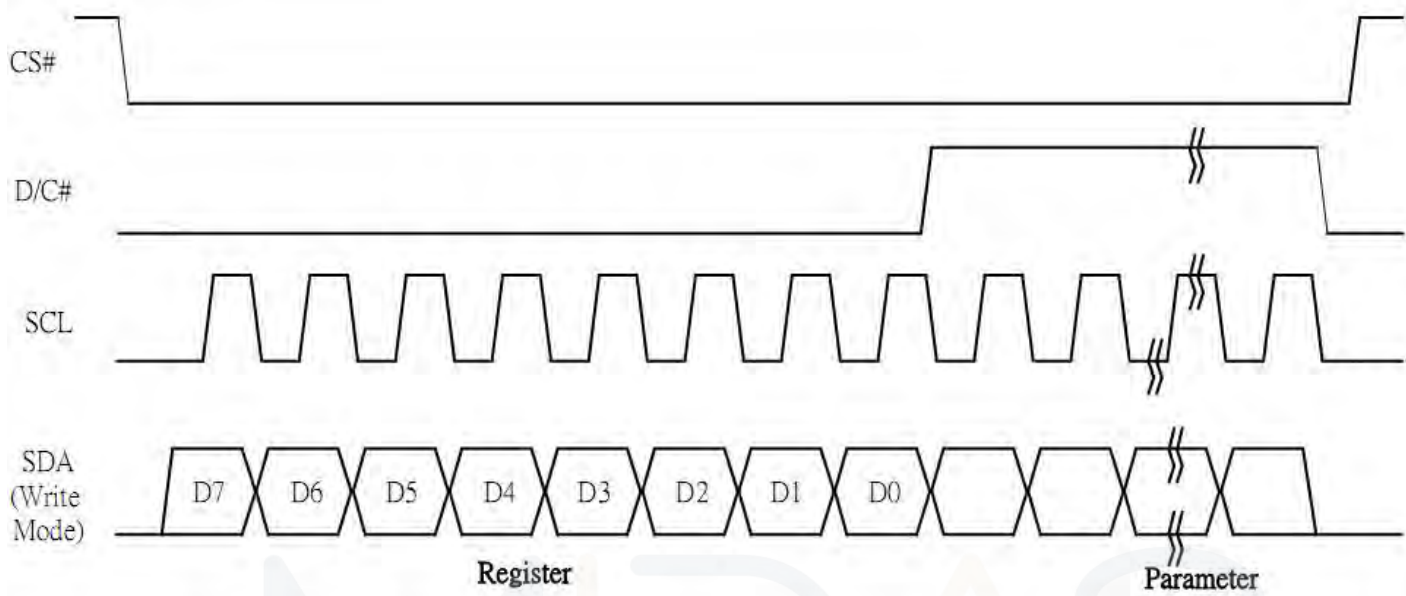 CS#
D/C#
SCL
SDA
(Write
Mode)
D7 D6 D5 D4 D3 D2 D1 D0
Register
Parameter